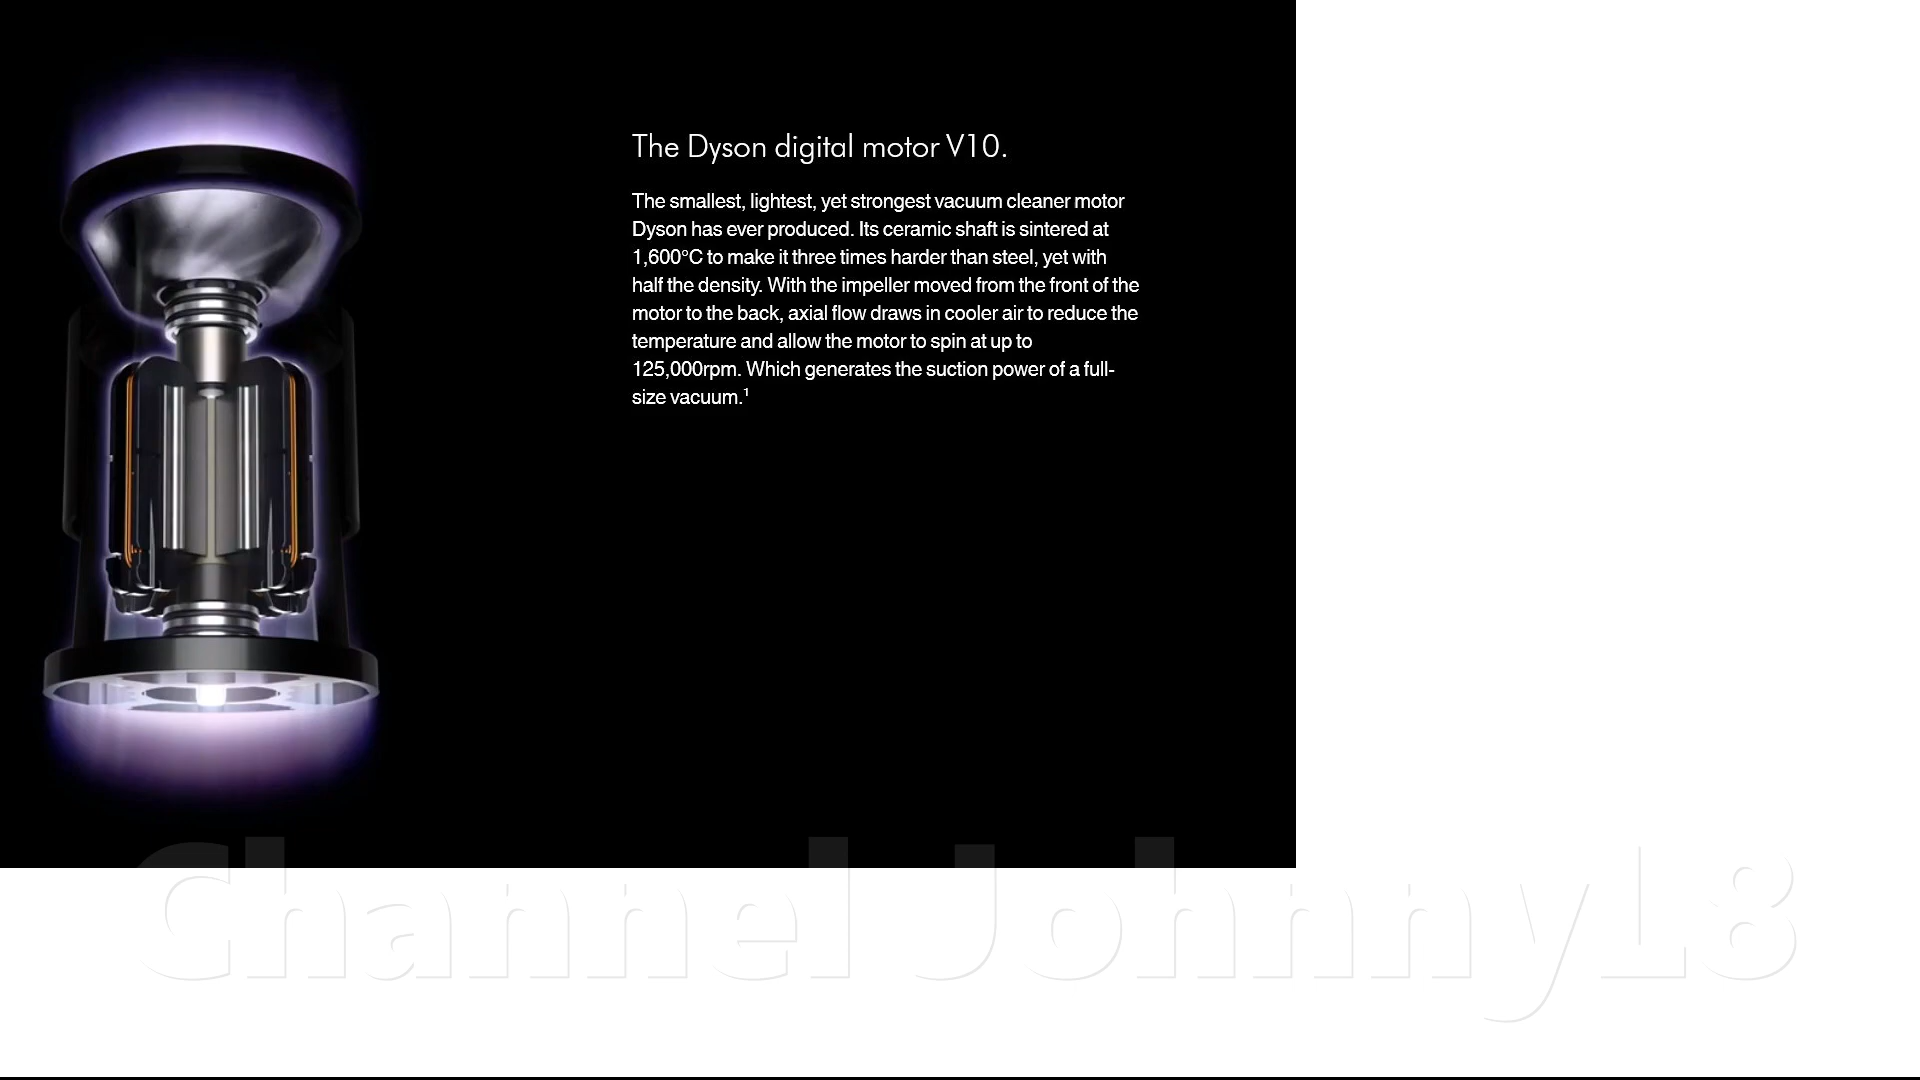 The Dyson digital motor V10.
The smallest, lightest, yet strongest vacuum cleaner motor
Dyson has ever produced. Its ceramic shaft is sintered at
1,600°C to make it three times harder than steel, yet with
half the density. With the impeller moved from the front of the
motor to the back, axial flow draws in cooler air to reduce the
temperature and allow the motor to spin at up to
125,000rpm. Which generates the suction power of a full-
size vacuum.¹
Channel JohnnyL8